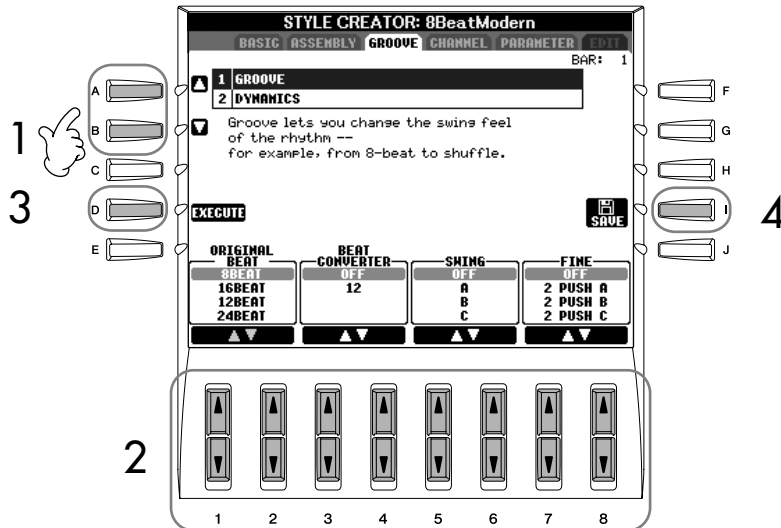 STYLE CREATOR: 8BeatModern
BASIC ASSEMBLY GROOVE CHANNEL PARAMETER EDIT
BAR: 1
1 GROOVE
2 DYNAMICS
Groove lets you change the swing feel
of the rhythm --
for example, from 8-beat to shuffle.
A
B
C
D
E
F
G
H
I
J
1
3
4
EXECUTE
SAVE
ORIGINAL BEAT
8BEAT
16BEAT
12BEAT
24BEAT
BEAT CONVERTER
OFF
12
SWING
OFF
A
B
C
FINE
OFF
2 PUSH A
2 PUSH B
2 PUSH C
2
1 2 3 4 5 6 7 8